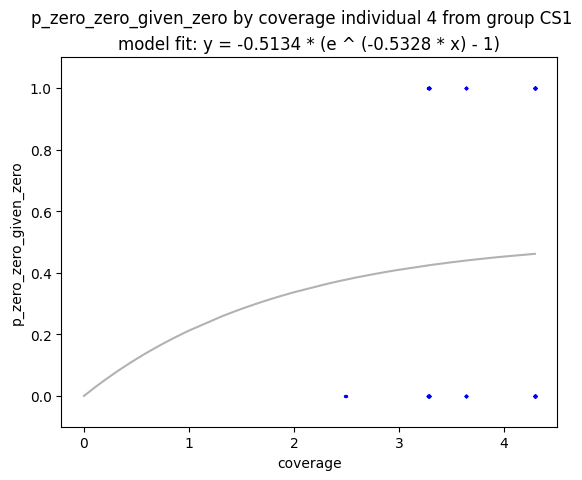 p_zero_zero_given_zero by coverage individual 4 from group CS1
model fit: y = -0.5134 * (e ^ (-0.5328 * x) - 1)
1.0
0.8
0.6
0.4
0.2
0.0
p_zero_zero_given_zero
0 1 2 3 4
coverage